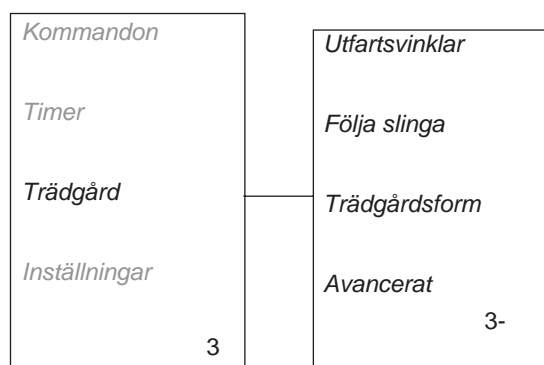 Kommandon
Timer
Trädgård
Inställningar
3
Utfartsvinklar
Följa slinga
Trädgårdsform
Avancerat
3-